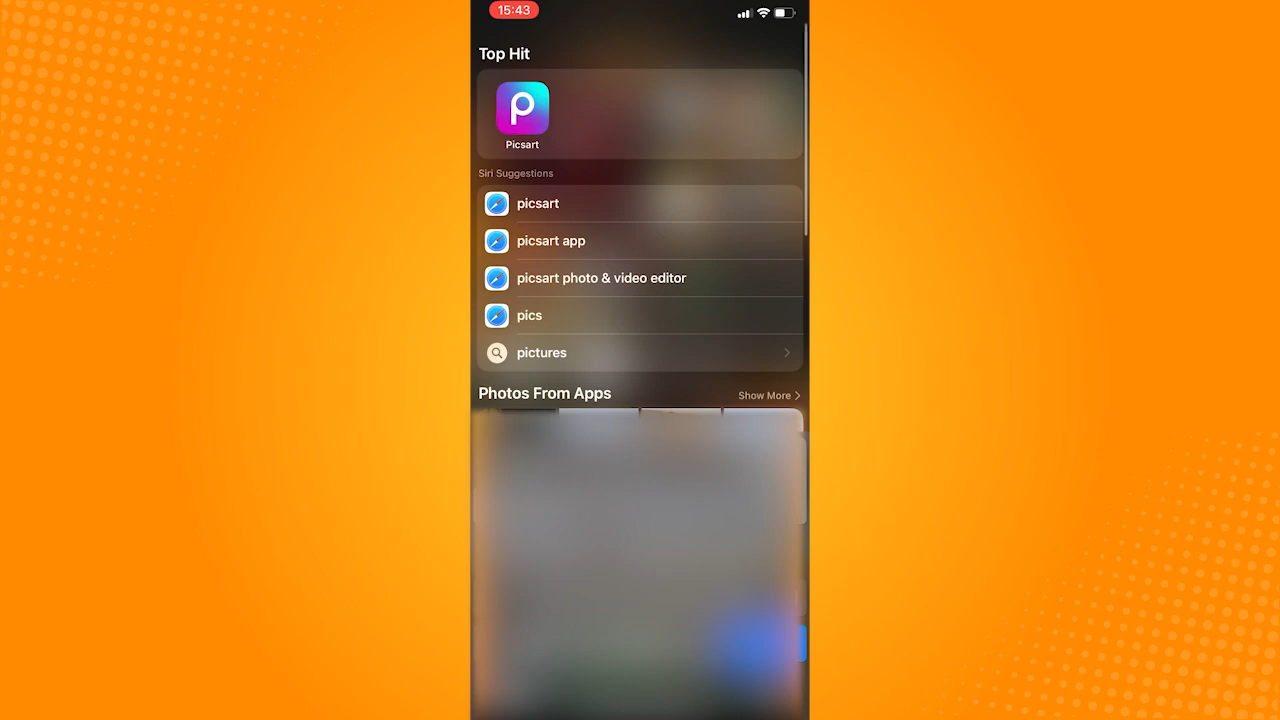 15:43
Top Hit
Picsart
Siri Suggestions
picsart
picsart app
picsart photo & video editor
pics
pictures
Photos From Apps
Show More